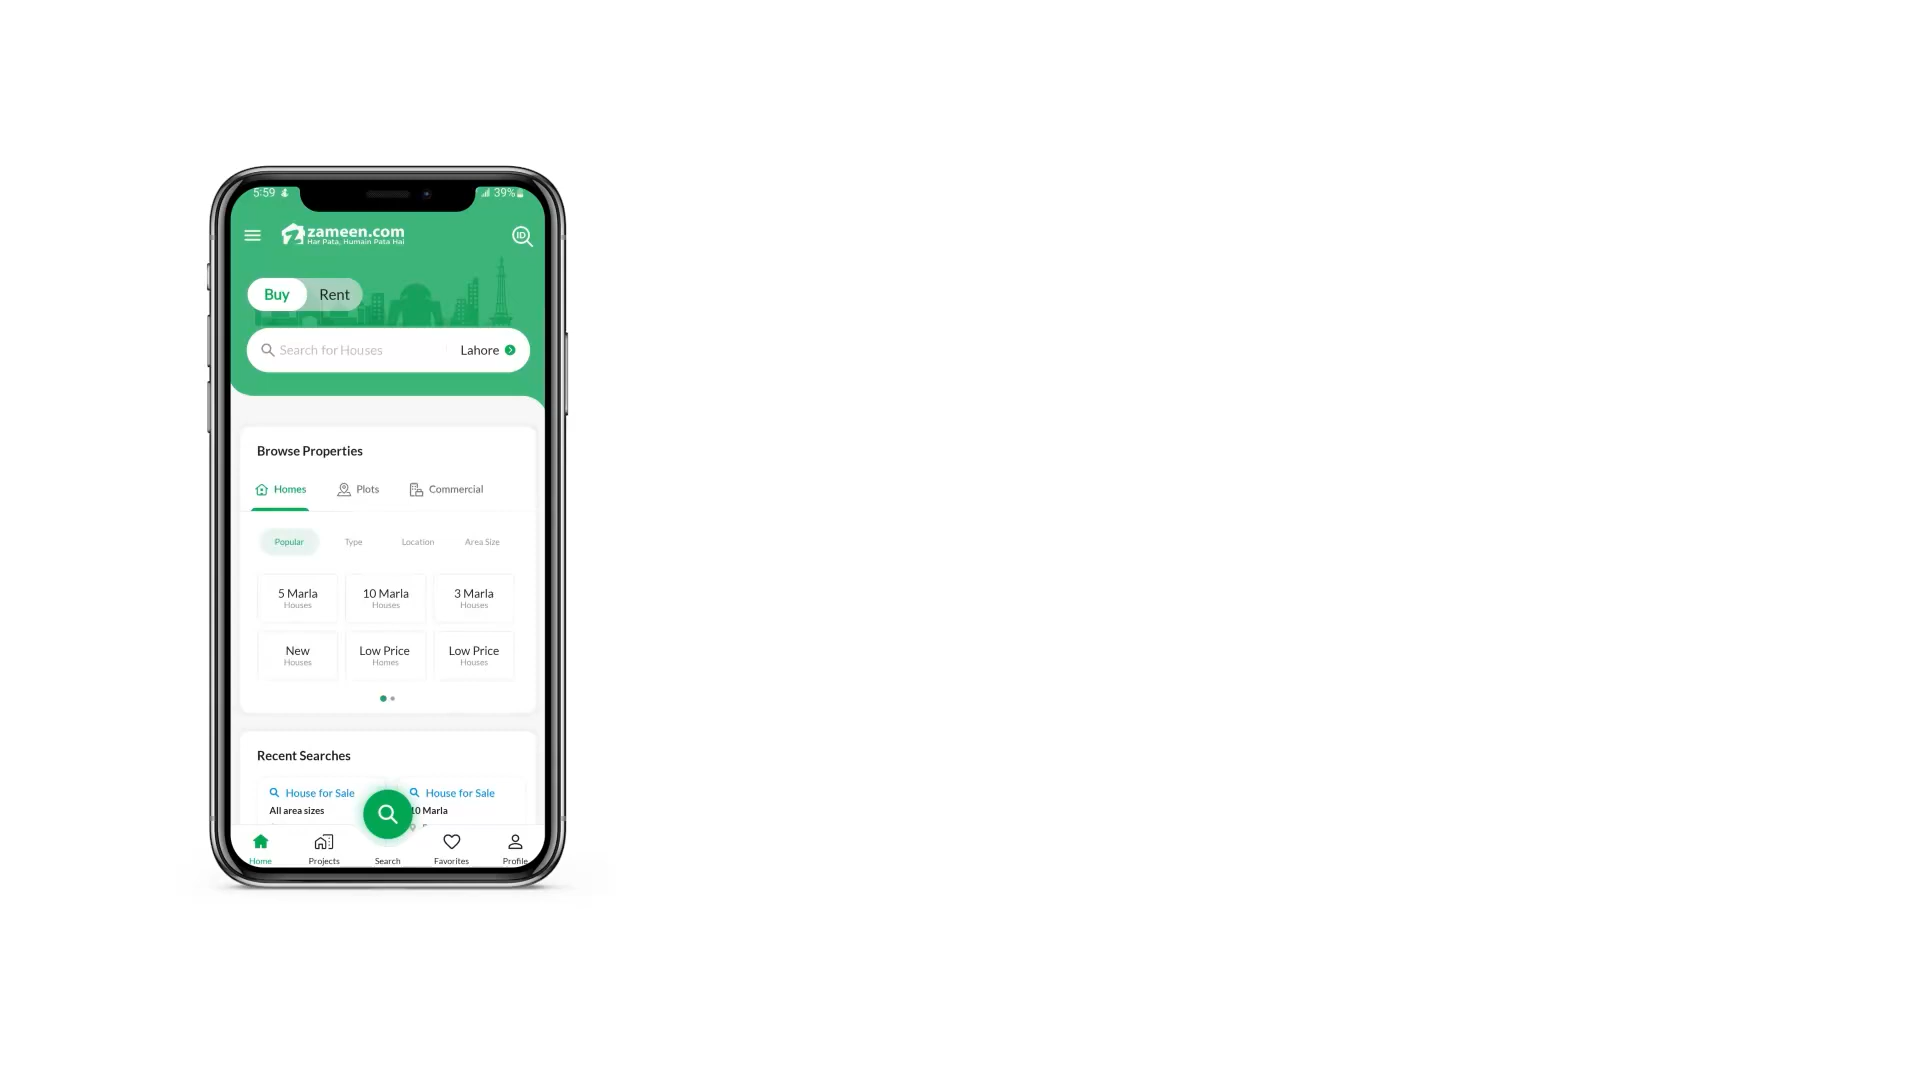 5:59
39%
zameen.com
Har Pata, Humain Pata Hai
ID
Buy Rent
Search for Houses Lahore
Browse Properties
Homes Plots Commercial
Popular Type Location Area Size
5 Marla 10 Marla 3 Marla
Houses Houses Houses
New Low Price Low Price
Houses Homes Houses
Recent Searches
House for Sale House for Sale
All area sizes 10 Marla
Home Projects Search Favorites Profile